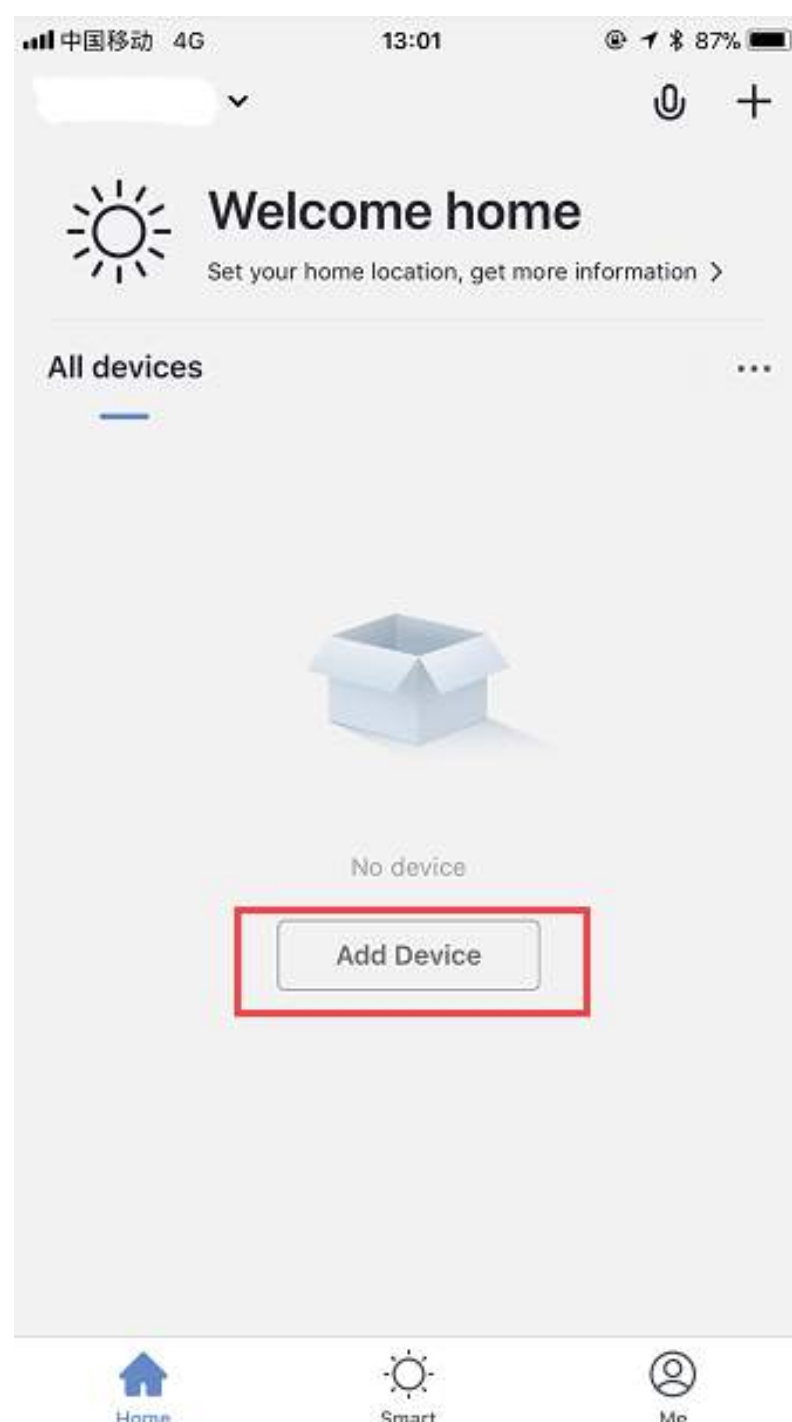 中国移动 4G 13:01 87%
Welcome home
Set your home location, get more information >
All devices
No device
Add Device
Home Smart Me